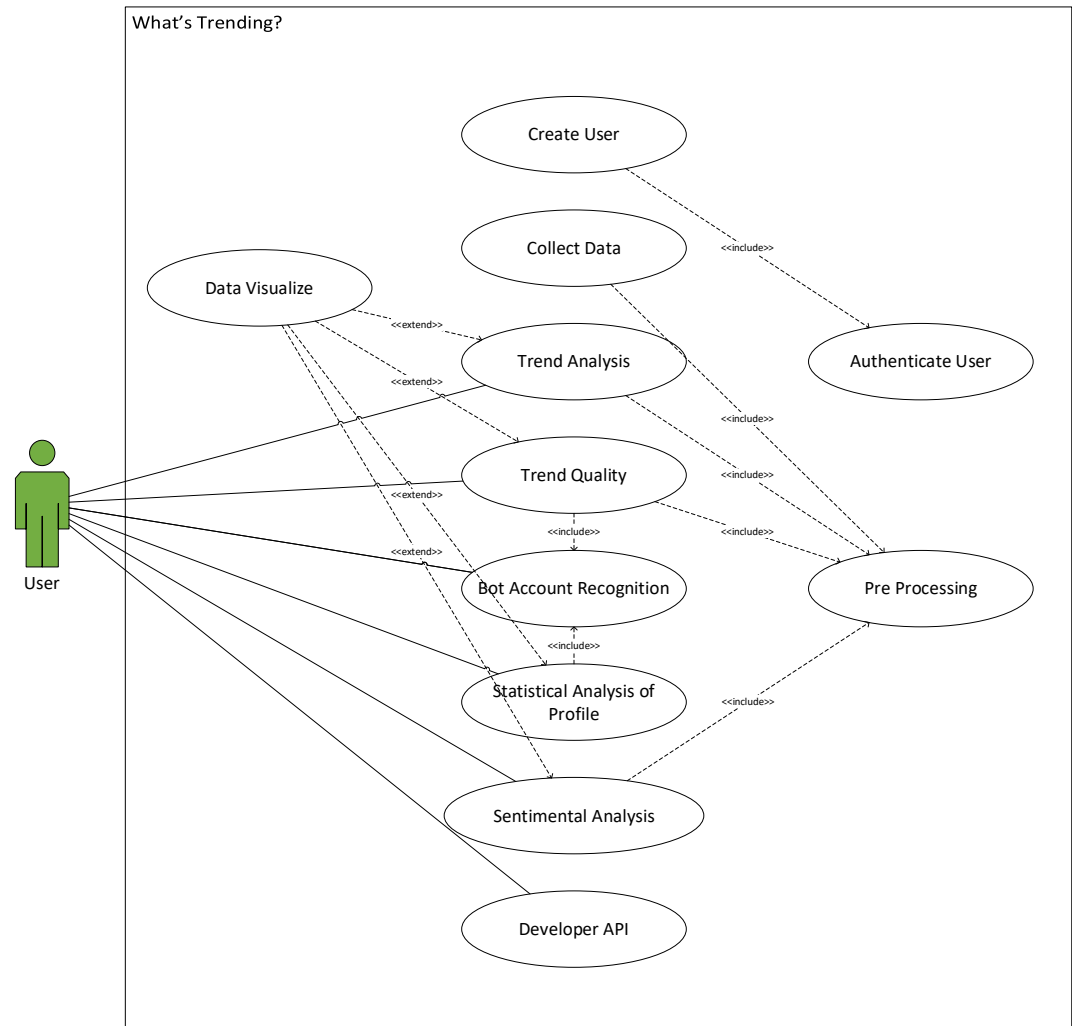 What's Trending?
Create User
Collect Data
<<include>>
Data Visualize
<<extend>>
Trend Analysis
Authenticate User
<<extend>>
<<include>>
<<include>>
Trend Quality
<<extend>>
<<include>>
<<include>>
<<extend>>
User
Bot Account Recognition
Pre Processing
<<include>>
Statistical Analysis of
Profile
<<include>>
Sentimental Analysis
Developer API